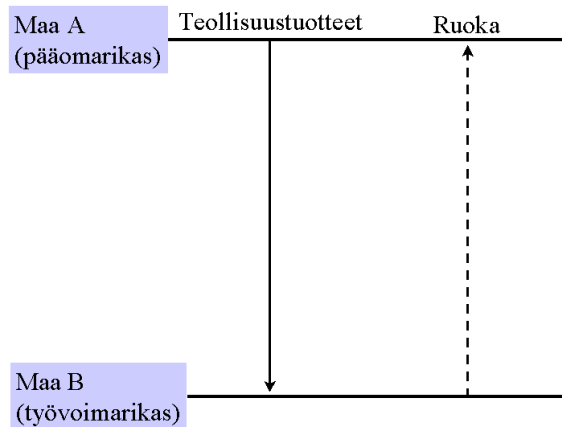 Maa A
(pääomarikas)
Teollisuustuotteet
Ruoka
Maa B
(työvoimarikas)